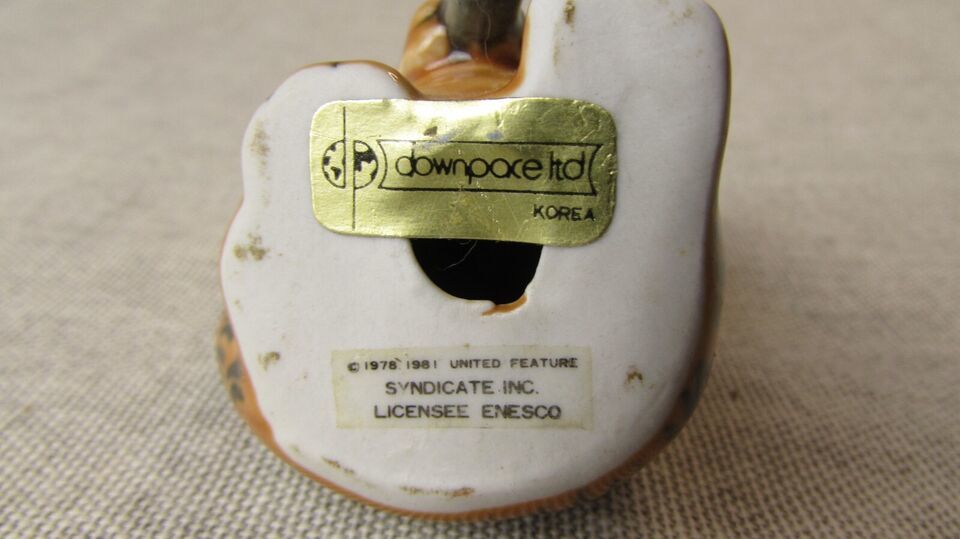 downpace ltd
KOREA
© 1978, 1981 UNITED FEATURE
SYNDICATE INC.
LICENSEE ENESCO